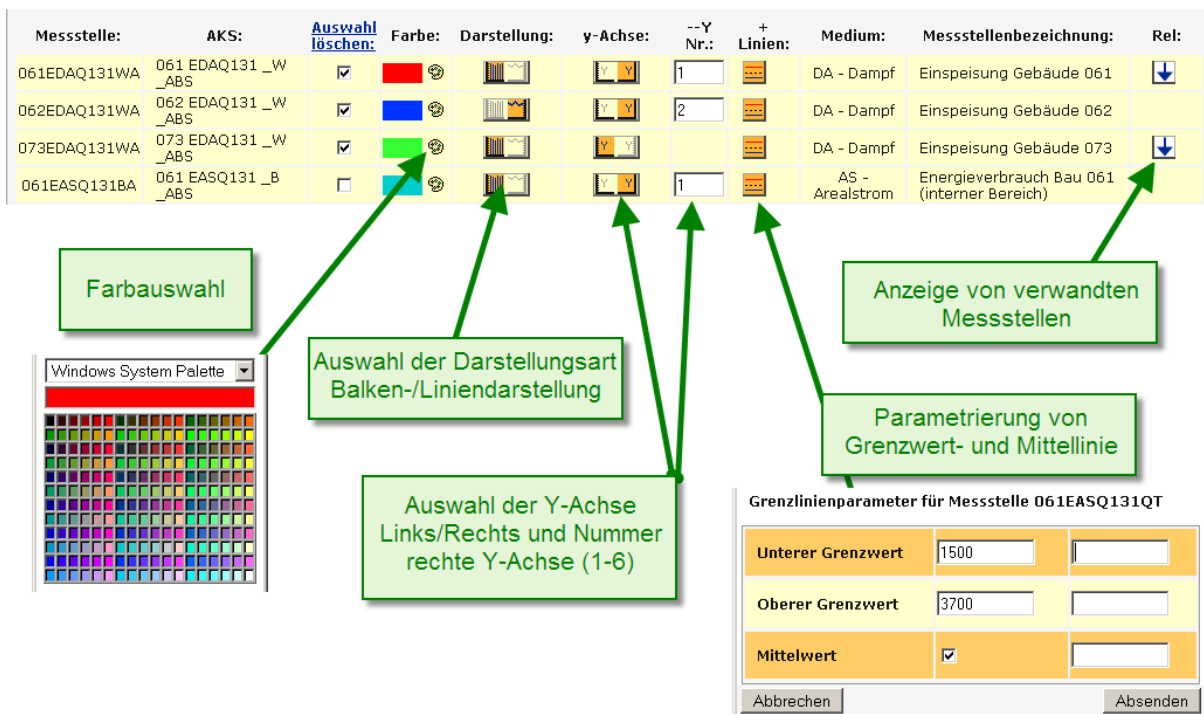 Messstelle: AKS: Auswahl löschen: Farbe: Darstellung: y-Achse: --Y Nr.: + Linien: Medium: Messstellenbezeichnung: Rel:
061EDAQ131WA 061 EDAQ131 _W _ABS 1 DA - Dampf Einspeisung Gebäude 061
062EDAQ131WA 062 EDAQ131 _W _ABS 2 DA - Dampf Einspeisung Gebäude 062
073EDAQ131WA 073 EDAQ131 _W _ABS DA - Dampf Einspeisung Gebäude 073
061EASQ131BA 061 EASQ131 _B _ABS 1 AS - Arealstrom Energieverbrauch Bau 061 (interner Bereich)
Farbauswahl
Anzeige von verwandten
Messstellen
Windows System Palette
Auswahl der Darstellungsart
Balken-/Liniendarstellung
Parametrierung von
Grenzwert- und Mittellinie
Auswahl der Y-Achse
Links/Rechts und Nummer
rechte Y-Achse (1-6)
Grenzlinienparameter für Messstelle 061EASQ131QT
Unterer Grenzwert 1500
Oberer Grenzwert 3700
Mittelwert
Abbrechen Absenden